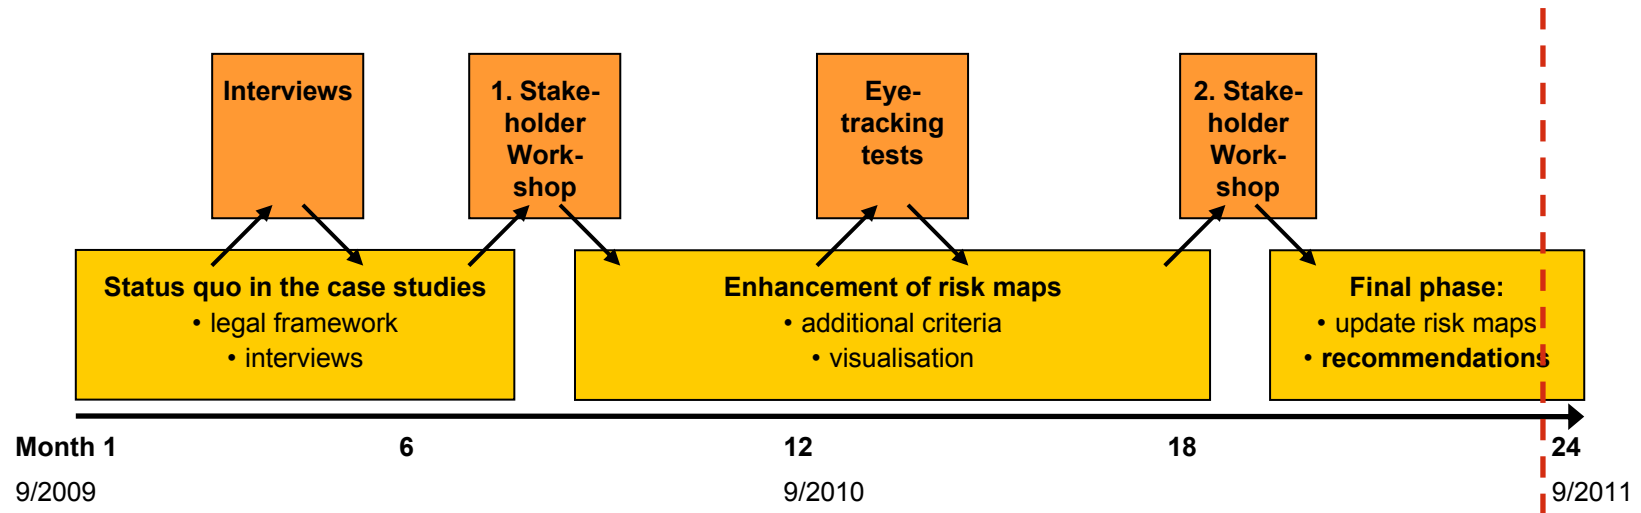 Interviews
1. Stake-
holder
Work-
shop
Eye-
tracking
tests
2. Stake-
holder
Work-
shop
Status quo in the case studies
• legal framework
• interviews
Enhancement of risk maps
• additional criteria
• visualisation
Final phase:
• update risk maps
• recommendations
Month 1 6 12 18 24
9/2009 9/2010 9/2011